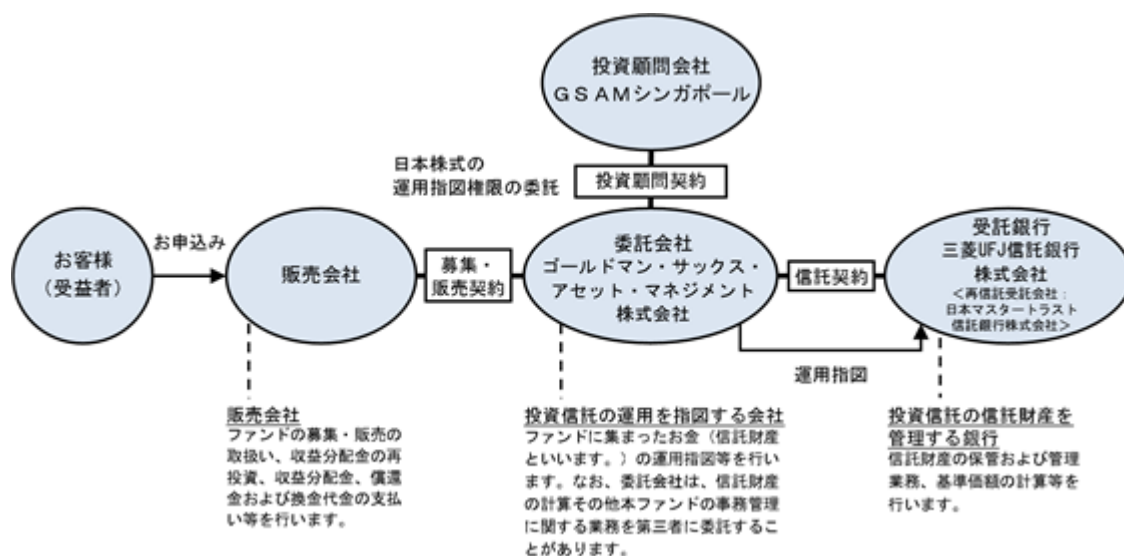 投資顧問会社
ＧＳＡＭシンガポール
日本株式の
運用指図権限の委託
投資顧問契約
お客様
（受益者）
お申込み
販売会社
募集・
販売契約
委託会社
ゴールドマン・サックス・
アセット・マネジメント
株式会社
信託契約
受託銀行
三菱UFJ信託銀行
株式会社
＜再信託受託会社：
日本マスタートラスト
信託銀行株式会社＞
運用指図
販売会社
ファンドの募集・販売の
取扱い、収益分配金の再
投資、収益分配金、償還
金および換金代金の支払
い等を行います。
投資信託の運用を指図する会社
ファンドに集まったお金（信託財産
といいます。）の運用指図等を行い
ます。なお、委託会社は、信託財産
の計算その他本ファンドの事務管理
に関する業務を第三者に委託するこ
とがあります。
投資信託の信託財産を
管理する銀行
信託財産の保管および管理
業務、基準価額の計算等を
行います。